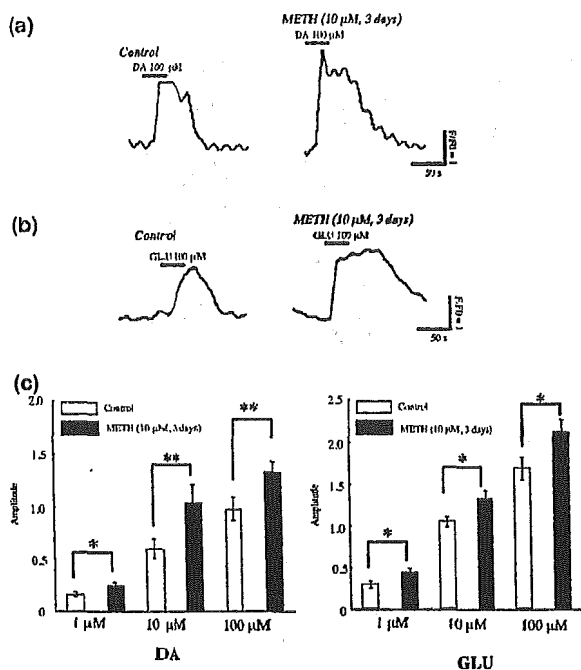 (a)
METH (10 µM, 3 days)
Control
DA 100 µM
DA 100 µM
50 s
(b)
Control
METH (10 µM, 3 days)
GLU 100 µM
GLU 100 µM
50 s
(c)
2.0
1.5
1.0
0.5
0
Amplitude
Control
METH (10 µM, 3 days)
*
**
**
1 µM
10 µM
100 µM
DA
2.5
2.0
1.5
1.0
0.5
0
Amplitude
Control
METH (10 µM, 3 days)
*
*
*
1 µM
10 µM
100 µM
GLU